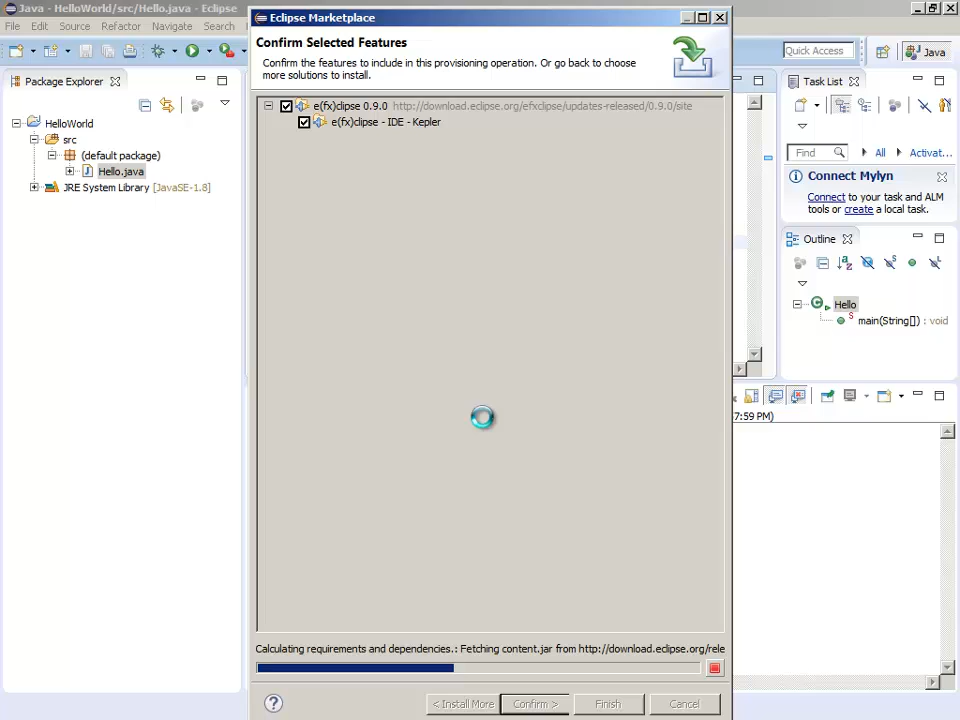 Java - HelloWorld/src/Hello.java - Eclipse
File Edit Source Refactor Navigate Search
Quick Access
Java
Package Explorer
HelloWorld
src
(default package)
Hello.java
JRE System Library [JavaSE-1.8]
Eclipse Marketplace
Confirm Selected Features
Confirm the features to include in this provisioning operation. Or go back to choose
more solutions to install.
e(fx)clipse 0.9.0 http://download.eclipse.org/efxclipse/updates-released/0.9.0/site
e(fx)clipse - IDE - Kepler
Calculating requirements and dependencies.: Fetching content.jar from http://download.eclipse.org/rele
< Install More
Confirm >
Finish
Cancel
Task List
Find
All
Activat...
Connect Mylyn
Connect to your task and ALM
tools or create a local task.
Outline
Hello
main(String[]) : void
7:59 PM)